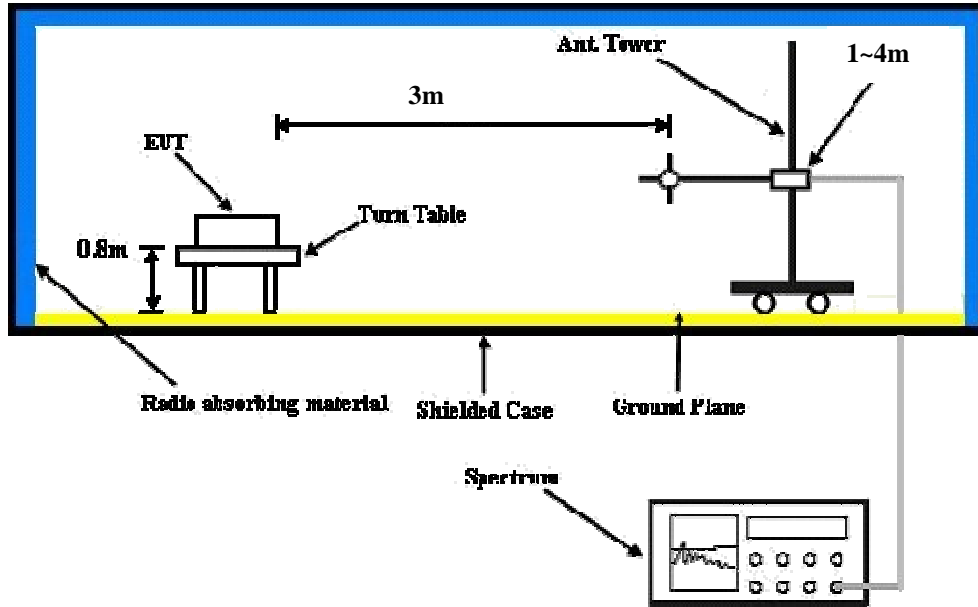 Ant. Tower
1~4m
3m
EUT
Turn Table
0.8m
Radio absorbing material
Shielded Case
Ground Plane
Spectrum